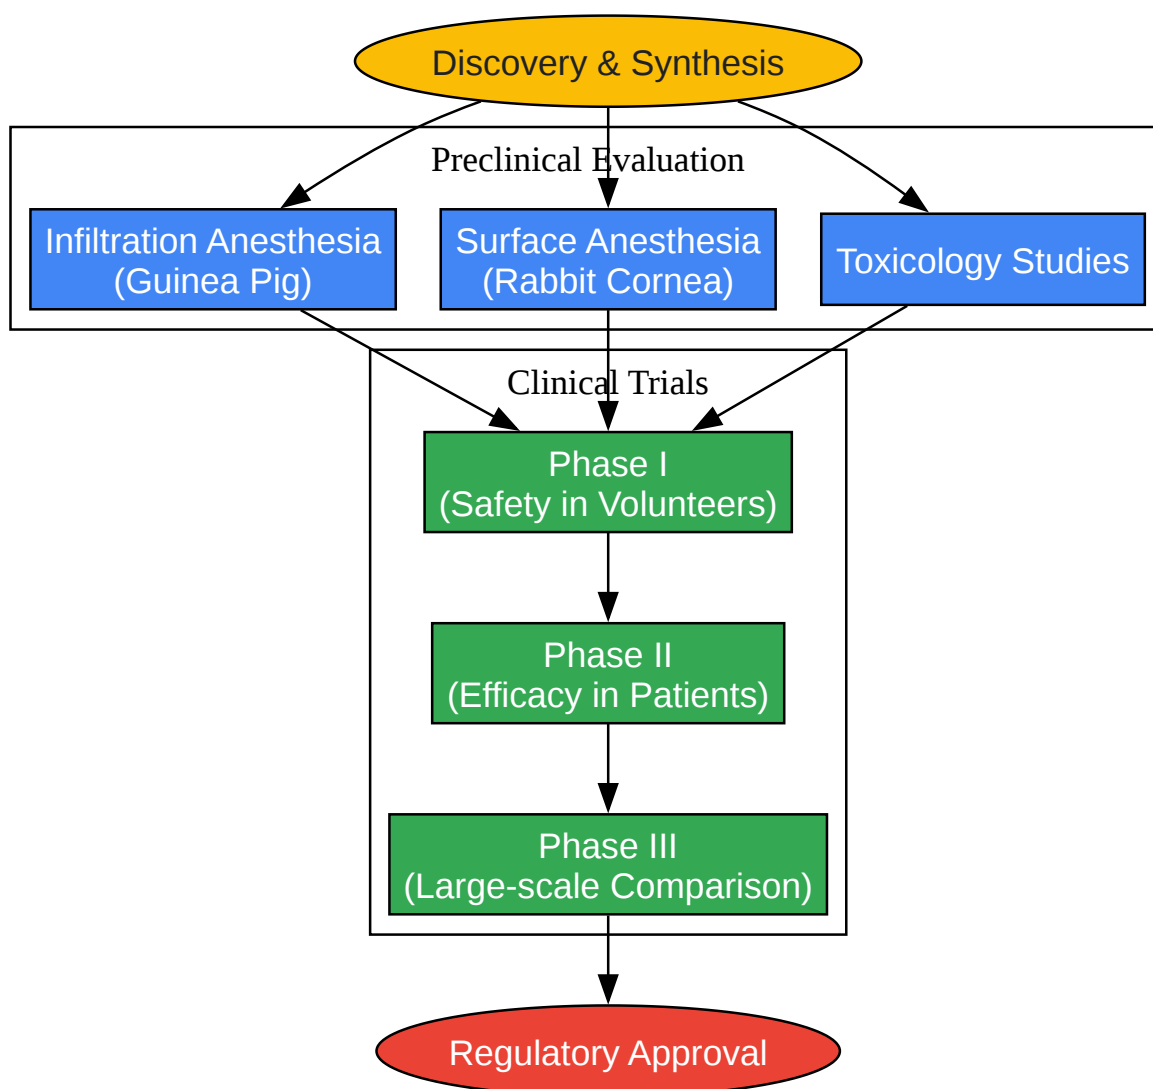 Discovery & Synthesis
Preclinical Evaluation
Infiltration Anesthesia
(Guinea Pig)
Surface Anesthesia
(Rabbit Cornea)
Toxicology Studies
Clinical Trials
Phase I
(Safety in Volunteers)
Phase II
(Efficacy in Patients)
Phase III
(Large-scale Comparison)
Regulatory Approval